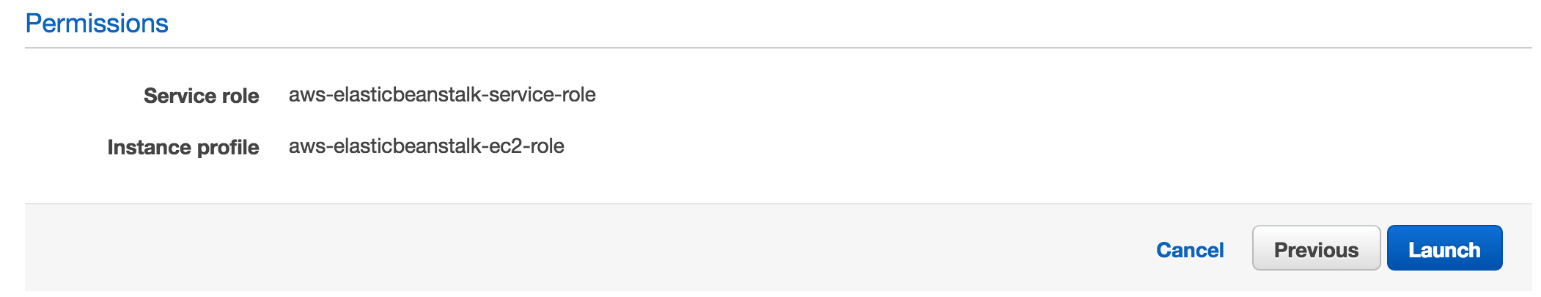 Permissions
Service role aws-elasticbeanstalk-service-role
Instance profile aws-elasticbeanstalk-ec2-role
Cancel Previous Launch